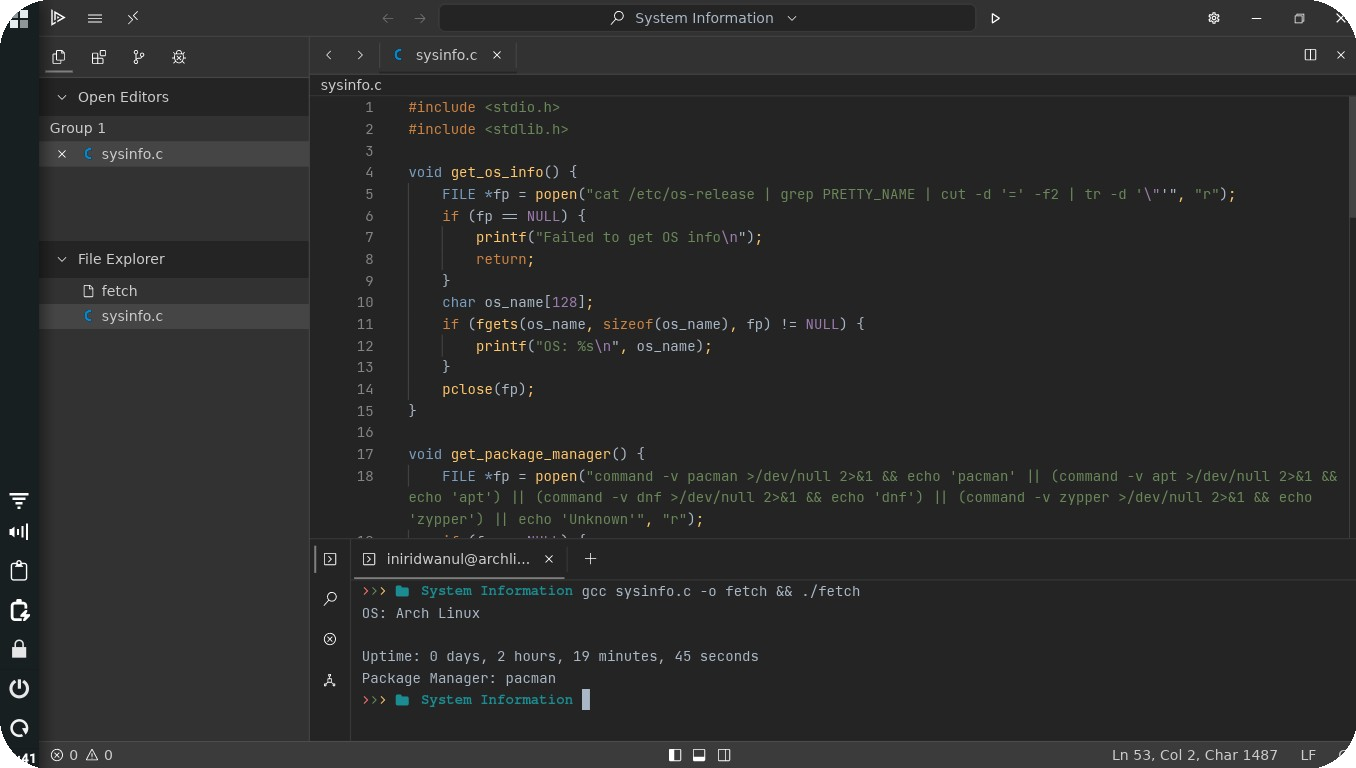 System Information
sysinfo.c
Open Editors
Group 1
sysinfo.c
File Explorer
fetch
sysinfo.c
sysinfo.c
1 #include <stdio.h>
2 #include <stdlib.h>
3
4 void get_os_info() {
5 FILE *fp = popen("cat /etc/os-release | grep PRETTY_NAME | cut -d '=' -f2 | tr -d '\"'", "r");
6 if (fp == NULL) {
7 printf("Failed to get OS info\n");
8 return;
9 }
10 char os_name[128];
11 if (fgets(os_name, sizeof(os_name), fp) != NULL) {
12 printf("OS: %s\n", os_name);
13 }
14 pclose(fp);
15 }
16
17 void get_package_manager() {
18 FILE *fp = popen("command -v pacman >/dev/null 2>&1 && echo 'pacman' || (command -v apt >/dev/null 2>&1 &&
echo 'apt') || (command -v dnf >/dev/null 2>&1 && echo 'dnf') || (command -v zypper >/dev/null 2>&1 && echo
'zypper') || echo 'Unknown'", "r");
iniridwanul@archli...
>>> System Information gcc sysinfo.c -o fetch && ./fetch
OS: Arch Linux
Uptime: 0 days, 2 hours, 19 minutes, 45 seconds
Package Manager: pacman
>>> System Information
0 0
Ln 53, Col 2, Char 1487 LF